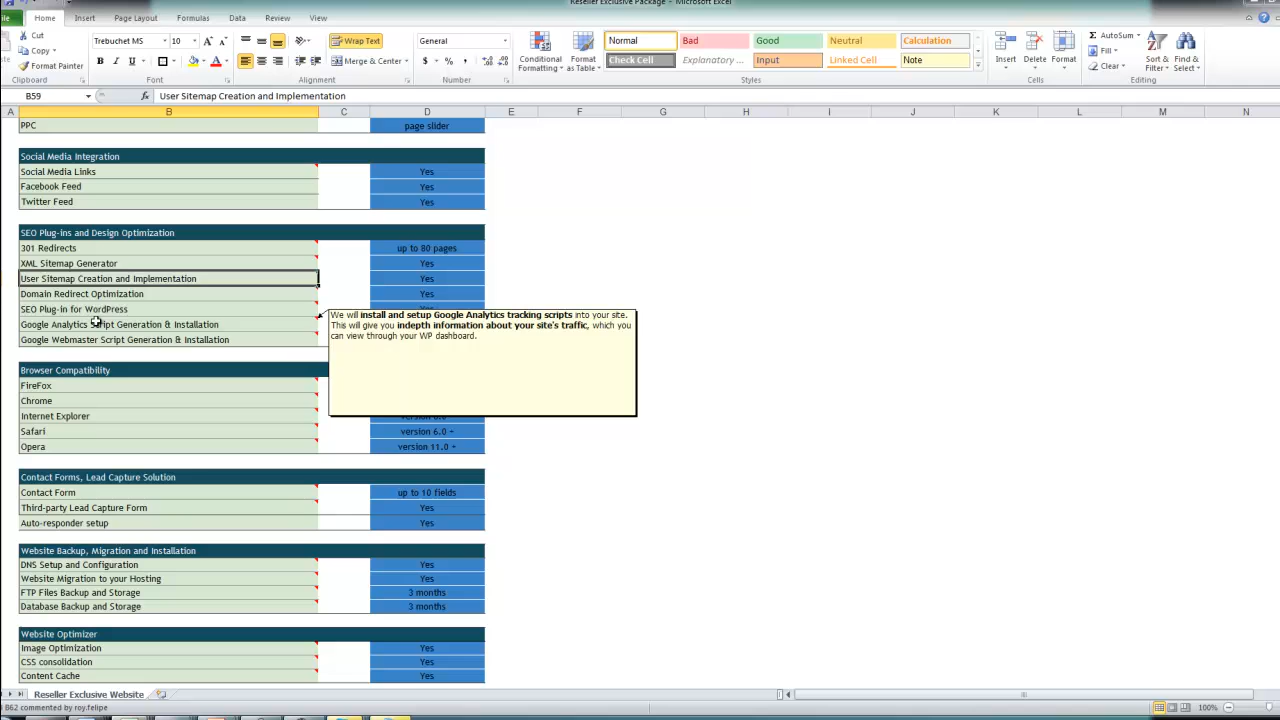 Reseller Exclusive Package - Microsoft Excel
File Home Insert Page Layout Formulas Data Review View
Cut
Copy
Format Painter
Clipboard
Trebuchet MS 10
B I U
Font
Wrap Text
Merge & Center
Alignment
General
$ % ,
Number
Conditional Formatting
Format as Table
Normal Bad Good Neutral Calculation
Check Cell Explanatory ... Input Linked Cell Note
Styles
Insert Delete Format
Cells
AutoSum
Fill
Clear
Sort & Filter
Find & Select
Editing
B59 fx User Sitemap Creation and Implementation
A B C D E F G H I J K L M N
PPC page slider
Social Media Integration
Social Media Links Yes
Facebook Feed Yes
Twitter Feed Yes
SEO Plug-ins and Design Optimization
301 Redirects up to 80 pages
XML Sitemap Generator Yes
User Sitemap Creation and Implementation Yes
Domain Redirect Optimization Yes
SEO Plug-in for WordPress
Google Analytics Script Generation & Installation
Google Webmaster Script Generation & Installation
We will install and setup Google Analytics tracking scripts into your site.
This will give you indepth information about your site's traffic, which you
can view through your WP dashboard.
Browser Compatibility
FireFox
Chrome
Internet Explorer
Safari version 6.0 +
Opera version 11.0 +
Contact Forms, Lead Capture Solution
Contact Form up to 10 fields
Third-party Lead Capture Form Yes
Auto-responder setup Yes
Website Backup, Migration and Installation
DNS Setup and Configuration Yes
Website Migration to your Hosting Yes
FTP Files Backup and Storage 3 months
Database Backup and Storage 3 months
Website Optimizer
Image Optimization Yes
CSS consolidation Yes
Content Cache Yes
Reseller Exclusive Website
B62 commented by roy.felipe
100%